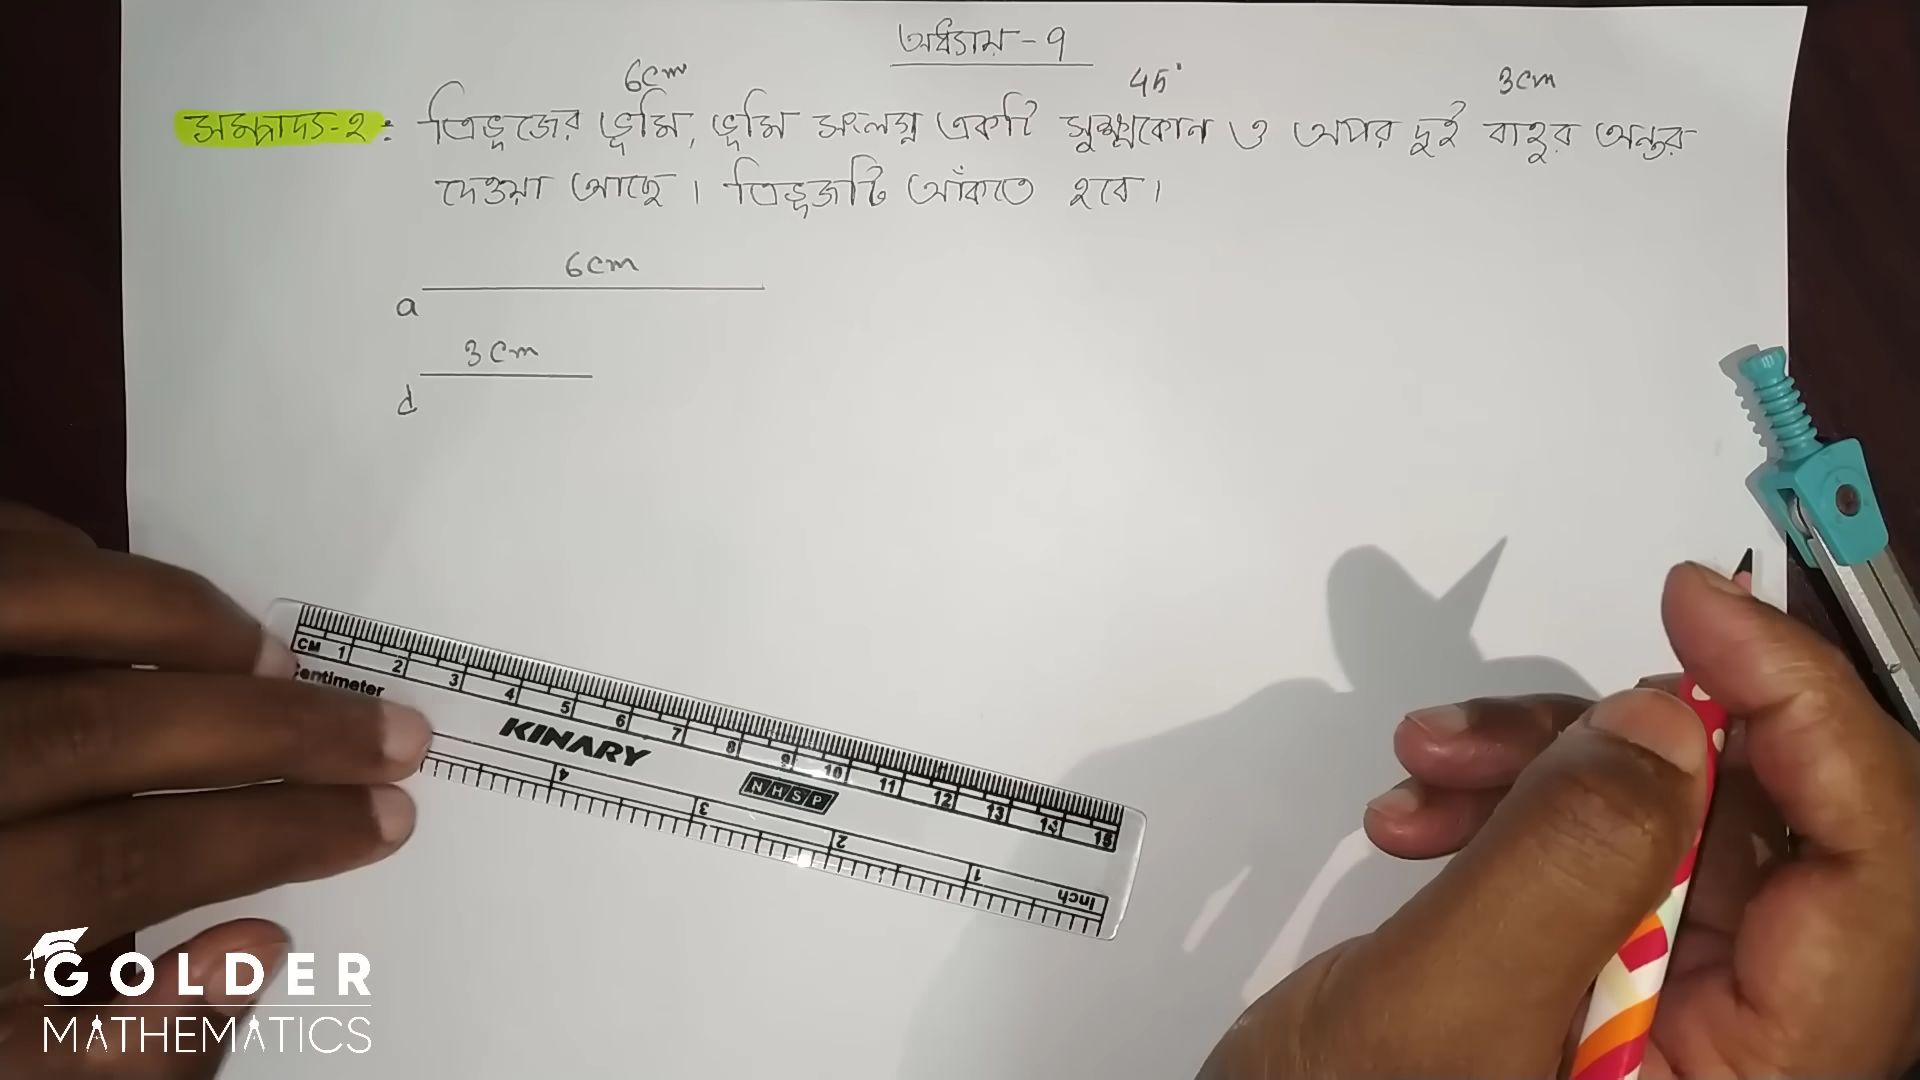 অধ্যায় - ৭
6cm 45° 3cm
সম্পাদ্য-২: ত্রিভুজের ভূমি, ভূমি সংলগ্ন একটি সুক্ষ্মকোন ও অপর দুই বাহুর অন্তর
দেওয়া আছে। ত্রিভুজটি আঁকতে হবে।
6cm
a
3cm
d
CM 1 2 3 4 5 6 7 8 9 10 11 12 13 14 15
Centimeter
KINARY
NHSP
4 3 2 1 Inch
GOLDER
MATHEMATICS